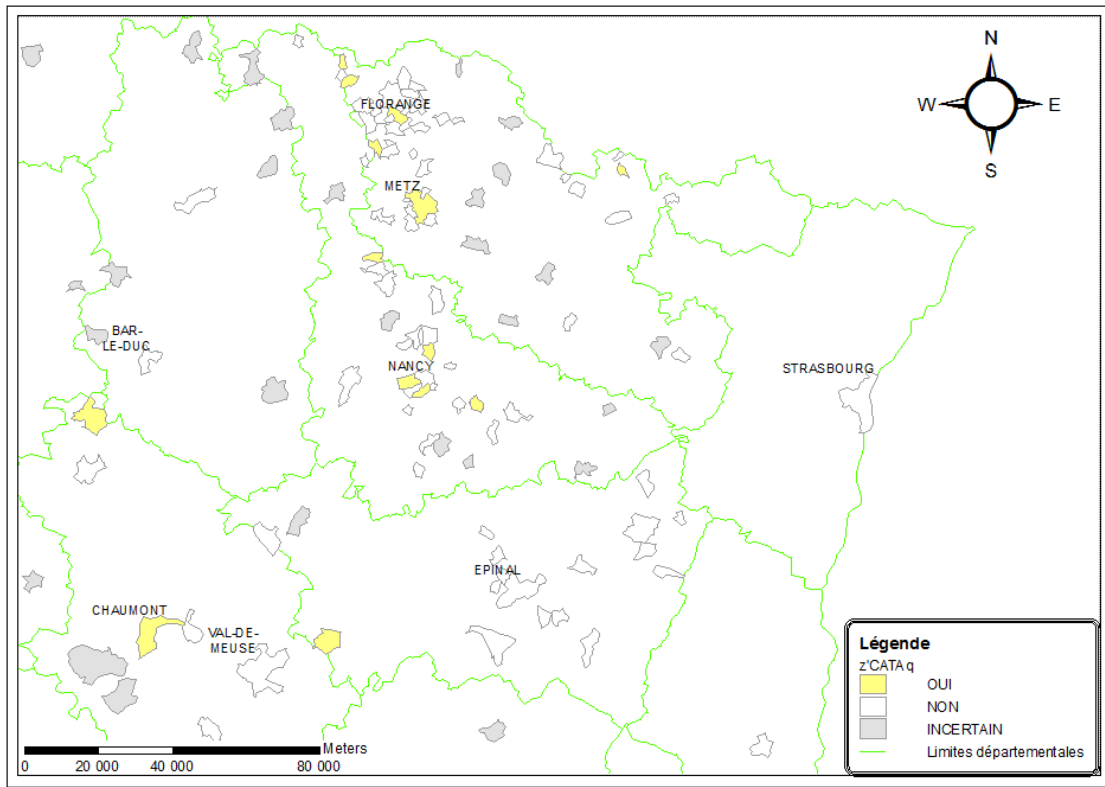 N
W
E
S
FLORANGE
METZ
BAR-
LE-DUC
NANCY
STRASBOURG
EPINAL
CHAUMONT
VAL-DE-
MEUSE
Légende
z'CATAq
OUI
NON
INCERTAIN
Limites départementales
Meters
0 20 000 40 000 80 000